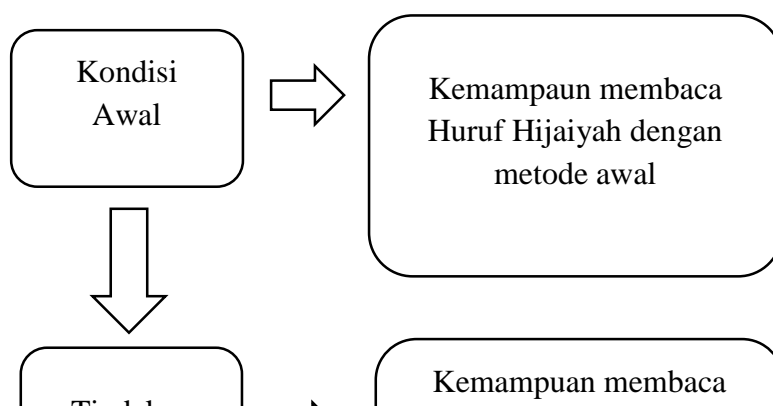 Kondisi
Awal
Kemampaun membaca
Huruf Hijaiyah dengan
metode awal
Kemampuan membaca